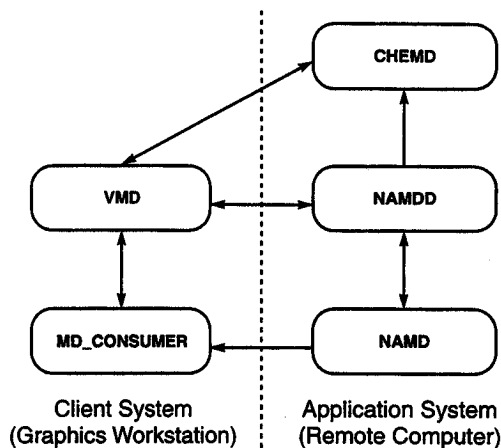 CHEMD
VMD
NAMDD
MD_CONSUMER
NAMD
Client System
(Graphics Workstation)
Application System
(Remote Computer)